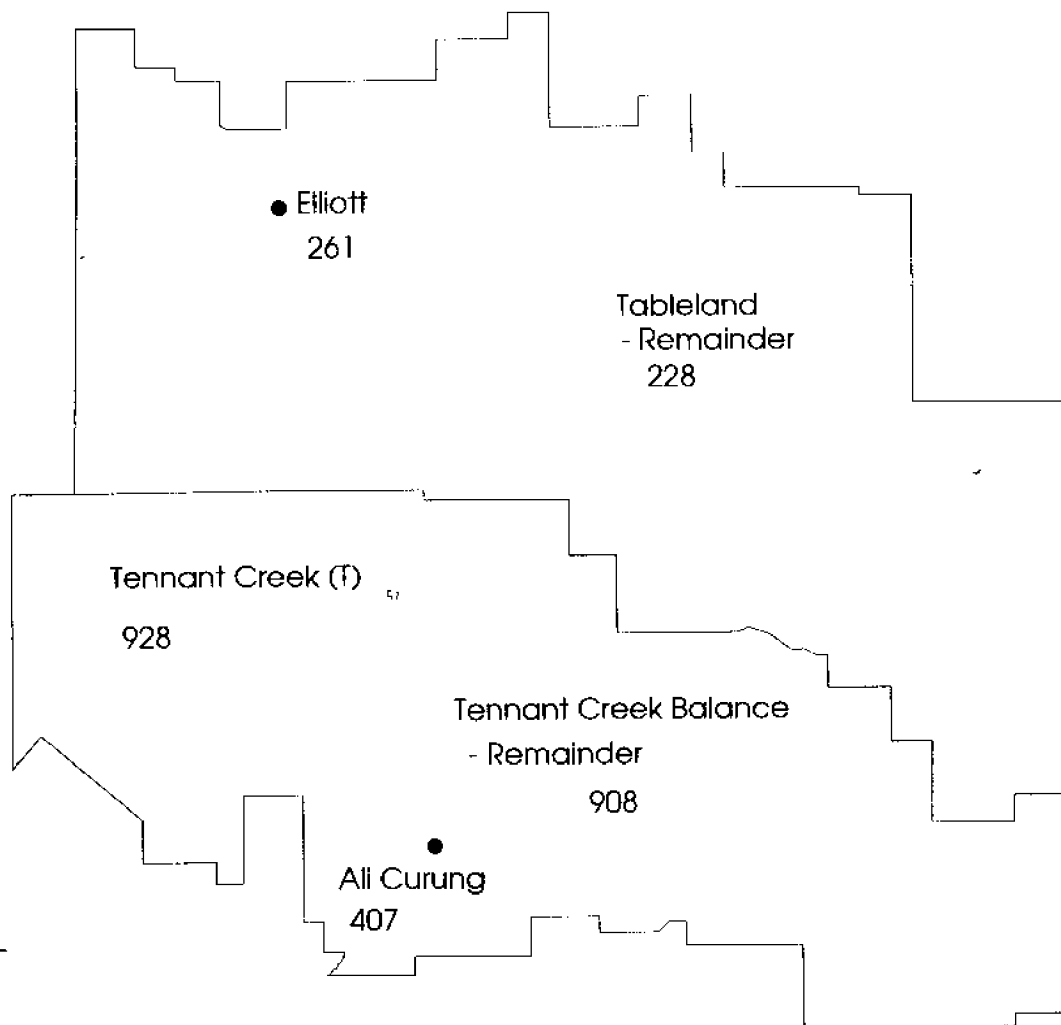 Elliott
261
Tableland
- Remainder
228
Tennant Creek (T)
928
Tennant Creek Balance
- Remainder
908
Ali Curung
407